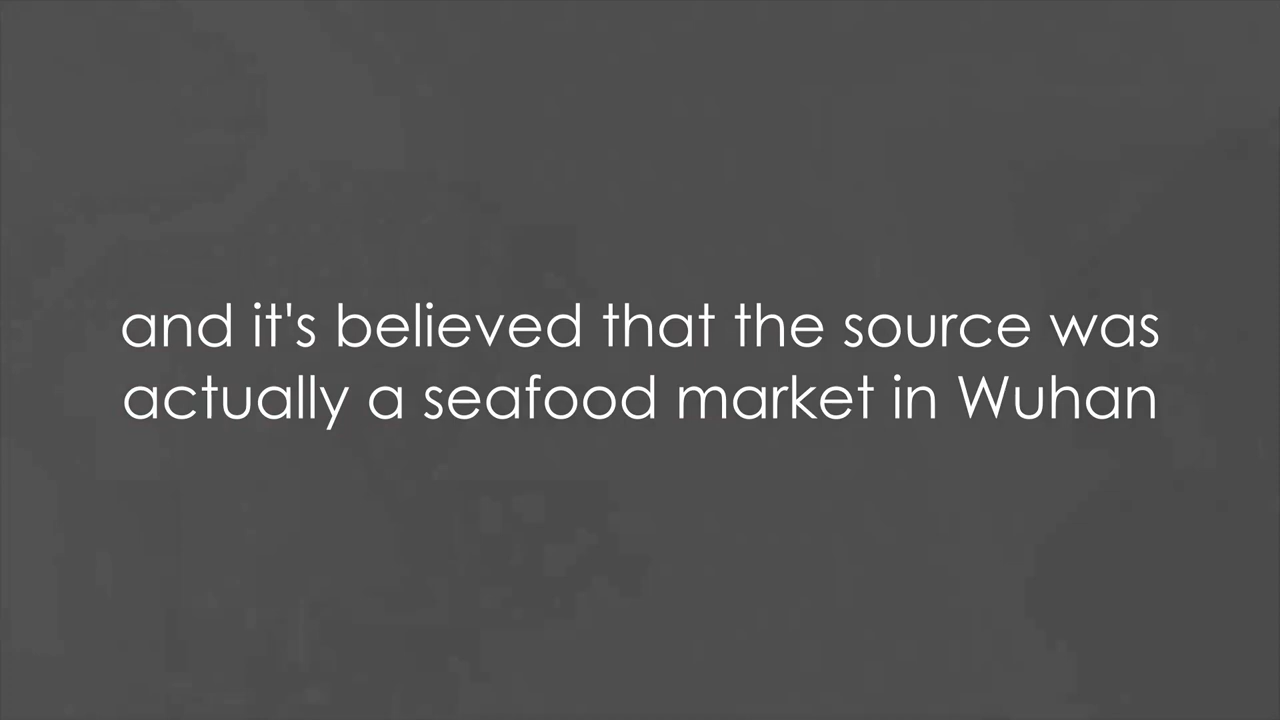 and it's believed that the source was
actually a seafood market in Wuhan